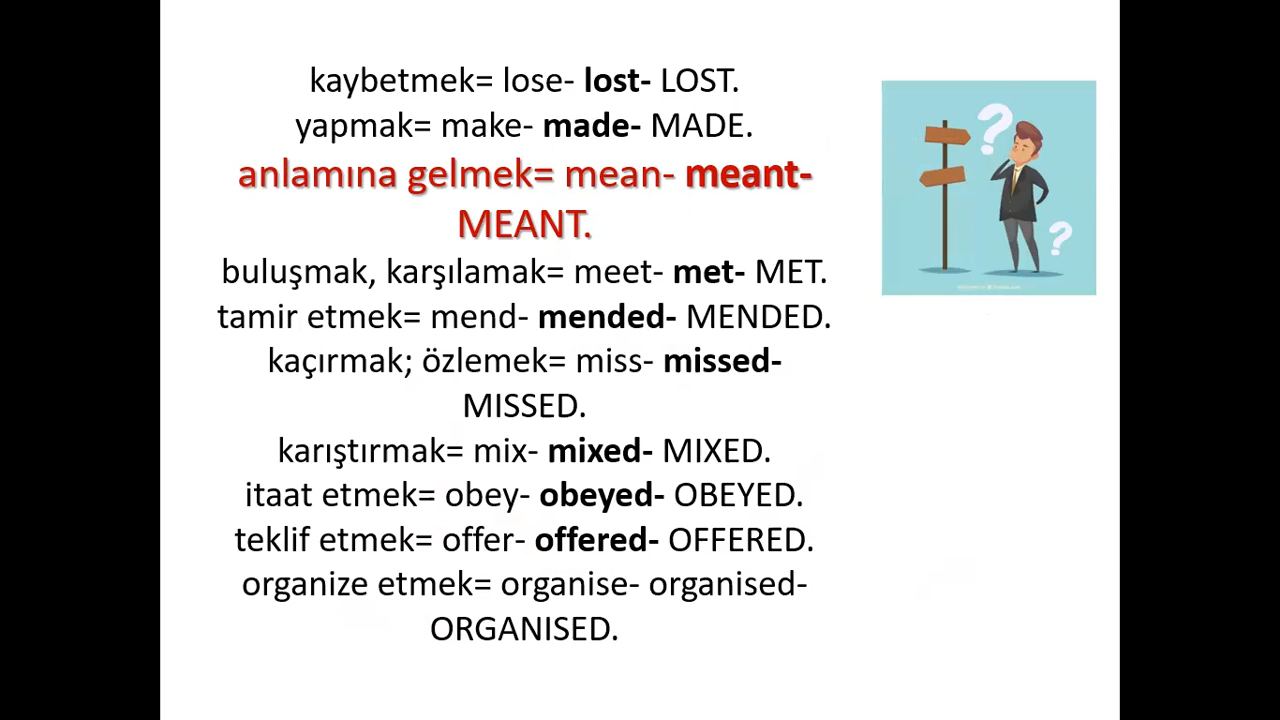 kaybetmek= lose- lost- LOST.
yapmak= make- made- MADE.
anlamına gelmek= mean- meant-
MEANT.
buluşmak, karşılamak= meet- met- MET.
tamir etmek= mend- mended- MENDED.
kaçırmak; özlemek= miss- missed-
MISSED.
karıştırmak= mix- mixed- MIXED.
itaat etmek= obey- obeyed- OBEYED.
teklif etmek= offer- offered- OFFERED.
organize etmek= organise- organised-
ORGANISED.
? 
?